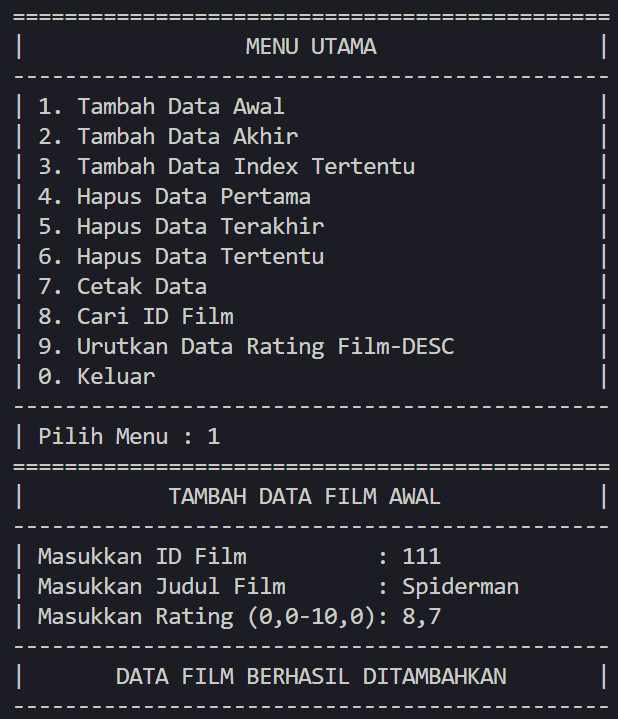 ==============================================
|                 MENU UTAMA                 |
----------------------------------------------
| 1. Tambah Data Awal                        |
| 2. Tambah Data Akhir                       |
| 3. Tambah Data Index Tertentu              |
| 4. Hapus Data Pertama                      |
| 5. Hapus Data Terakhir                     |
| 6. Hapus Data Tertentu                     |
| 7. Cetak Data                              |
| 8. Cari ID Film                            |
| 9. Urutkan Data Rating Film-DESC           |
| 0. Keluar                                  |
----------------------------------------------
| Pilih Menu : 1
==============================================
|           TAMBAH DATA FILM AWAL            |
----------------------------------------------
| Masukkan ID Film          : 111
| Masukkan Judul Film       : Spiderman
| Masukkan Rating (0,0-10,0): 8,7
----------------------------------------------
|       DATA FILM BERHASIL DITAMBAHKAN       |
----------------------------------------------